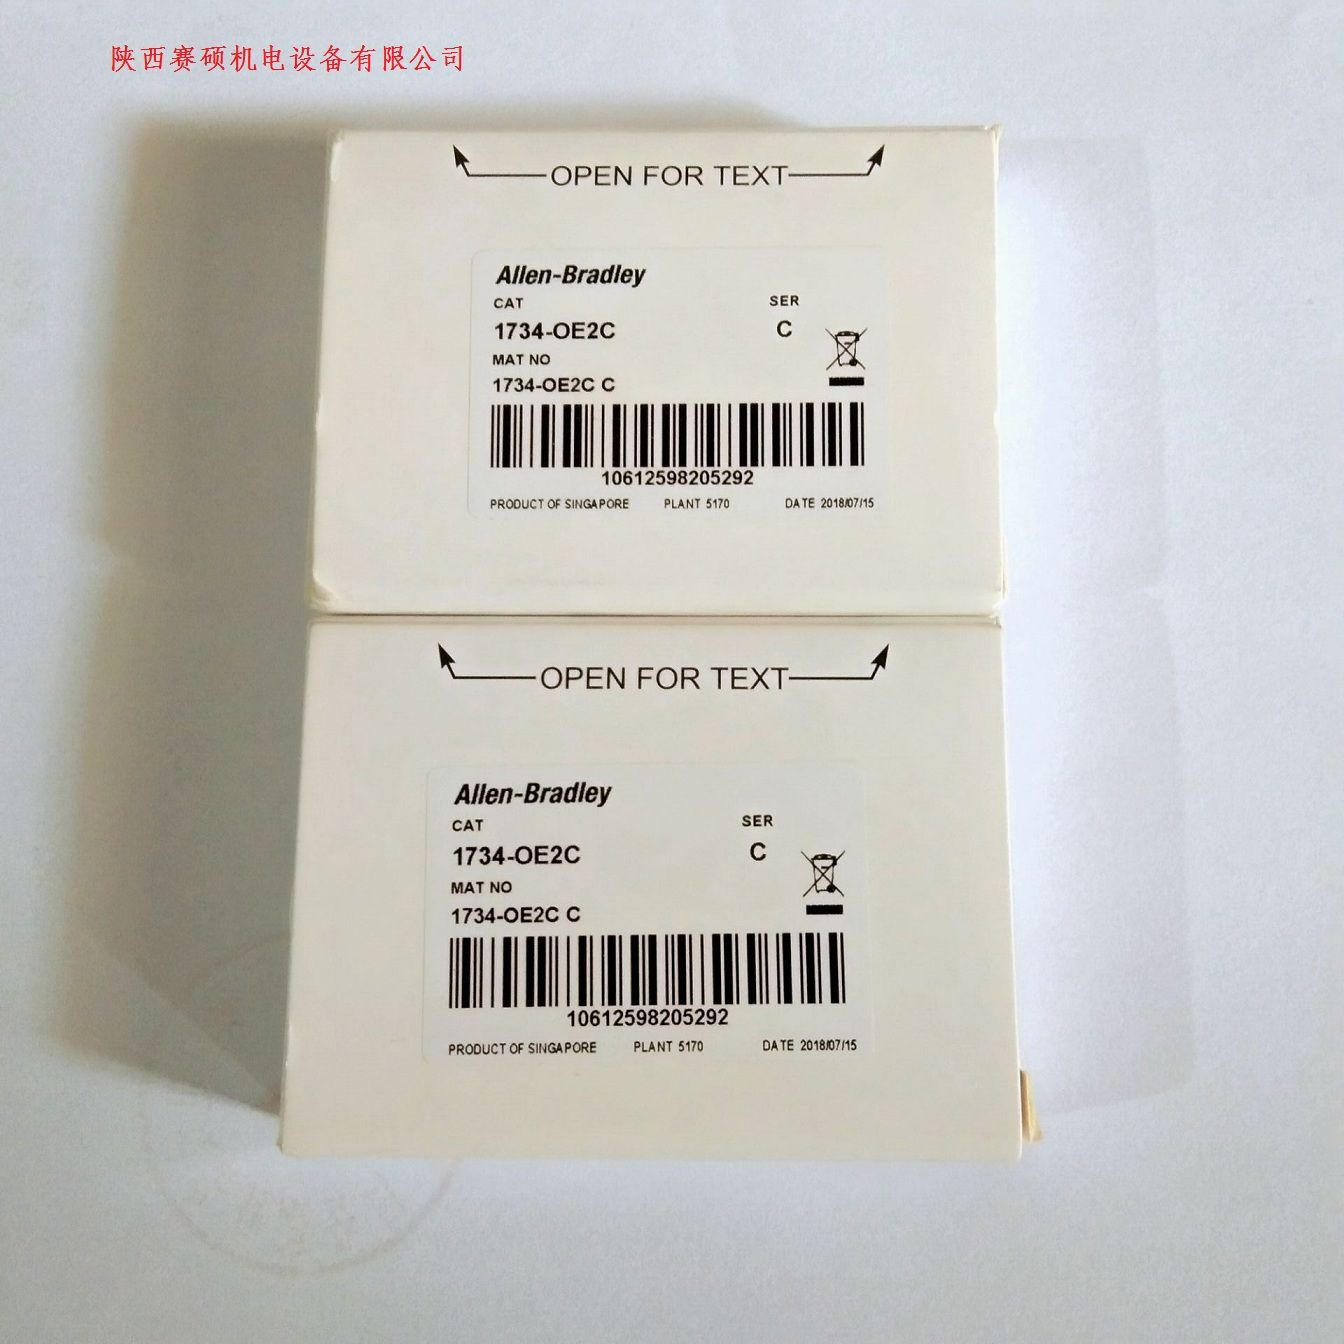 陕西赛硕机电设备有限公司
OPEN FOR TEXT
Allen-Bradley
CAT SER
1734-OE2C C
MAT NO
1734-OE2C C
10612598205292
PRODUCT OF SINGAPORE PLANT 5170 DATE 2018/07/15
OPEN FOR TEXT
Allen-Bradley
CAT SER
1734-OE2C C
MAT NO
1734-OE2C C
10612598205292
PRODUCT OF SINGAPORE PLANT 5170 DATE 2018/07/15